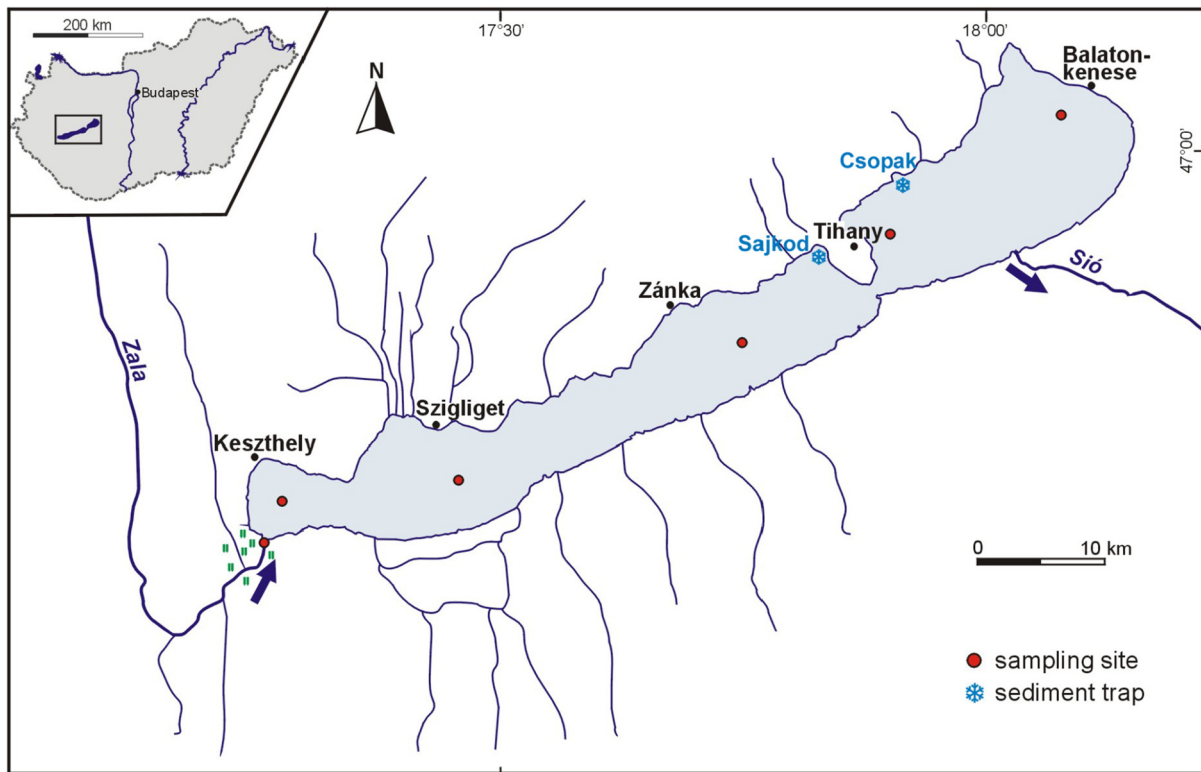 200 km
Budapest
N
17°30'
18°00'
47°00'
Balaton-
kenese
Csopak
Tihany
Sajkod
Sió
Zánka
Zala
Szigliget
Keszthely
0 10 km
sampling site
sediment trap